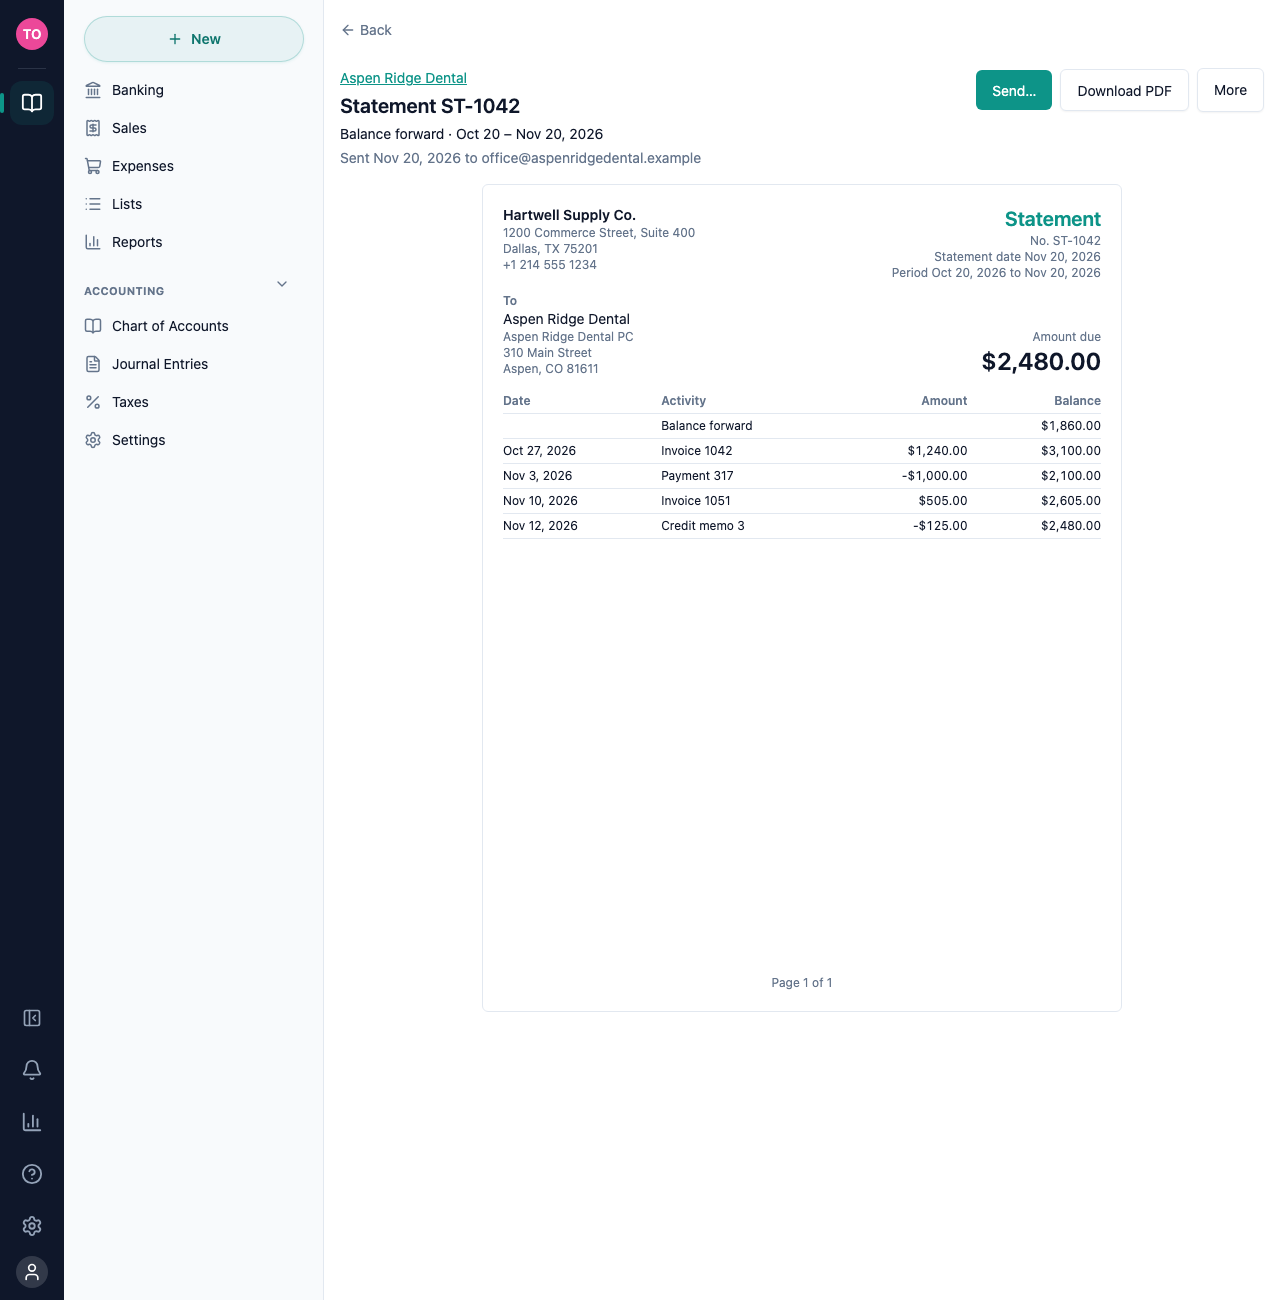 TO
New
Banking
Sales
Expenses
Lists
Reports
ACCOUNTING
Chart of Accounts
Journal Entries
Taxes
Settings
Back
Aspen Ridge Dental
Statement ST-1042
Balance forward · Oct 20 – Nov 20, 2026
Sent Nov 20, 2026 to office@aspenridgedental.example
Send...
Download PDF
More
Hartwell Supply Co.
1200 Commerce Street, Suite 400
Dallas, TX 75201
+1 214 555 1234
Statement
No. ST-1042
Statement date Nov 20, 2026
Period Oct 20, 2026 to Nov 20, 2026
To
Aspen Ridge Dental
Aspen Ridge Dental PC
310 Main Street
Aspen, CO 81611
Amount due
$2,480.00
Date Activity Amount Balance
Balance forward $1,860.00
Oct 27, 2026 Invoice 1042 $1,240.00 $3,100.00
Nov 3, 2026 Payment 317 -$1,000.00 $2,100.00
Nov 10, 2026 Invoice 1051 $505.00 $2,605.00
Nov 12, 2026 Credit memo 3 -$125.00 $2,480.00
Page 1 of 1